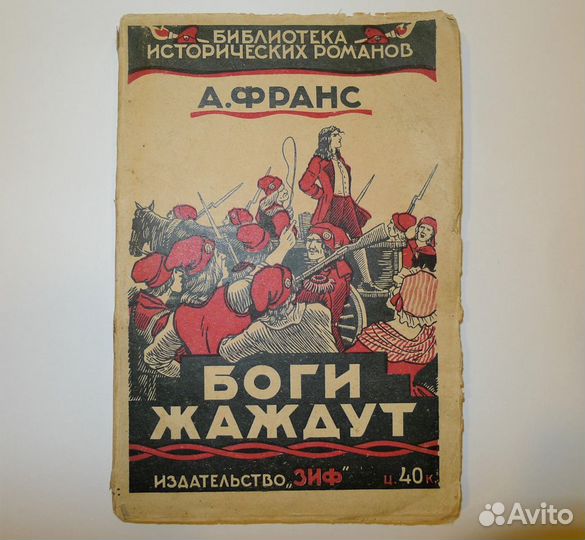 БИБЛИОТЕКА
ИСТОРИЧЕСКИХ РОМАНОВ
А. ФРАНС
БОГИ
ЖАЖДУТ
ИЗДАТЕЛЬСТВО „ЗИФ" Ц. 40 К.
Avito